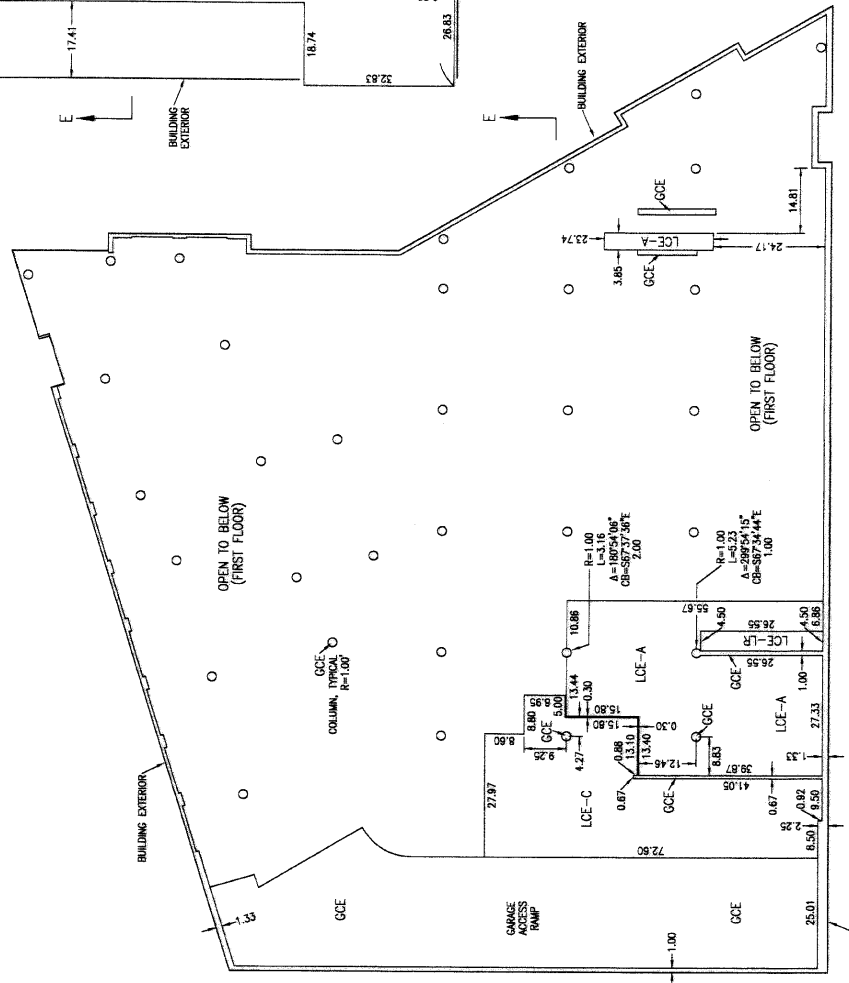 17.41
18.74
26.83
32.83
BUILDING
EXTERIOR
E
E
BUILDING EXTERIOR
GCE
14.81
23.74
LCE-A
3.85
GCE
24.17
OPEN TO BELOW
(FIRST FLOOR)
OPEN TO BELOW
(FIRST FLOOR)
R=1.00
L=3.16
Δ=180°54'06"
CB=S67°37'36"E
2.00
R=1.00
L=5.23
Δ=299°54'15"
CB=S67°34'44"E
1.00
GCE
COLUMN, TYPICAL
R=1.00'
BUILDING EXTERIOR
10.86
55.67
4.50
26.55
LCE-LR
4.50
6.86
26.55
GCE
1.00
LCE-A
13.44
0.30
6.95
5.00
8.80
15.80
15.80
8.60
9.25
GCE
4.27
0.30
13.10
13.40
0.88
12.46
GCE
8.83
LCE-A
27.33
1.33
39.87
41.05
0.67
GCE
0.67
27.97
LCE-C
0.92
9.50
2.25
8.50
72.60
1.33
GCE
GARAGE
ACCESS
RAMP
GCE
25.01
1.00